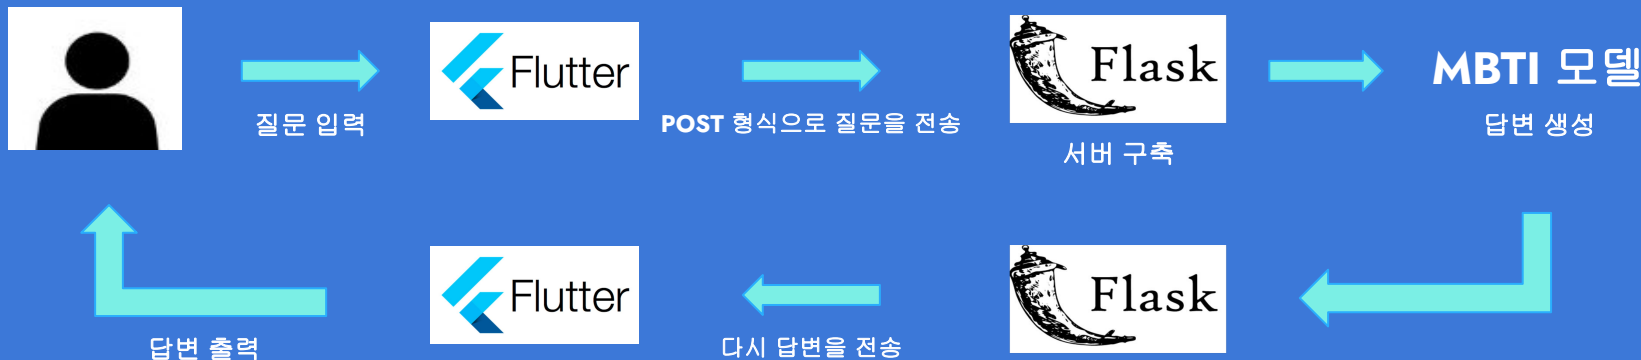 Flutter
Flask
MBTI 모델
질문 입력
POST 형식으로 질문을 전송
답변 생성
서버 구축
Flutter
Flask
답변 출력
다시 답변을 전송